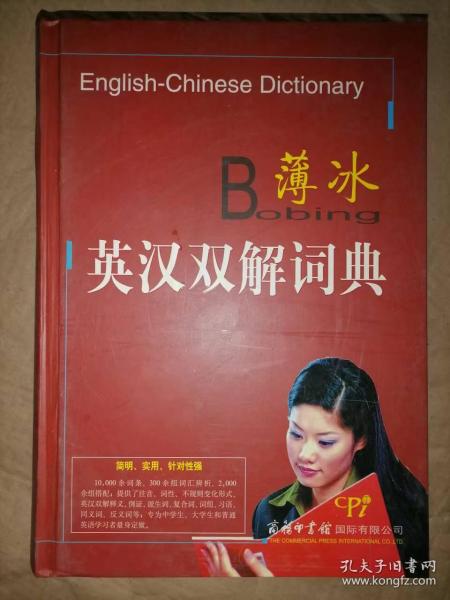 English-Chinese Dictionary
薄冰
Bobing
英汉双解词典
简明、实用、针对性强
10,000余词条、300余组词汇辨析，2,000
余组搭配；提供了注音、词性、不规则变化形式、
英汉双解释义、例证、派生词、复合词、词组、习语、
同义词、反义词等；专为中学生、大学生和普通
英语学习者量身定做。
CPi
商务印书馆国际有限公司
THE COMMERCIAL PRESS INTERNATIONAL CO. LTD.
孔夫子旧书网
www.kongfz.com